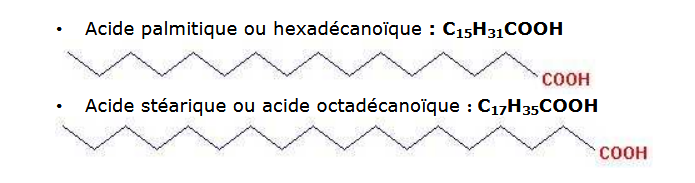 • Acide palmitique ou hexadécanoïque : C₁₅H₃₁COOH
COOH
• Acide stéarique ou acide octadécanoïque : C₁₇H₃₅COOH
COOH